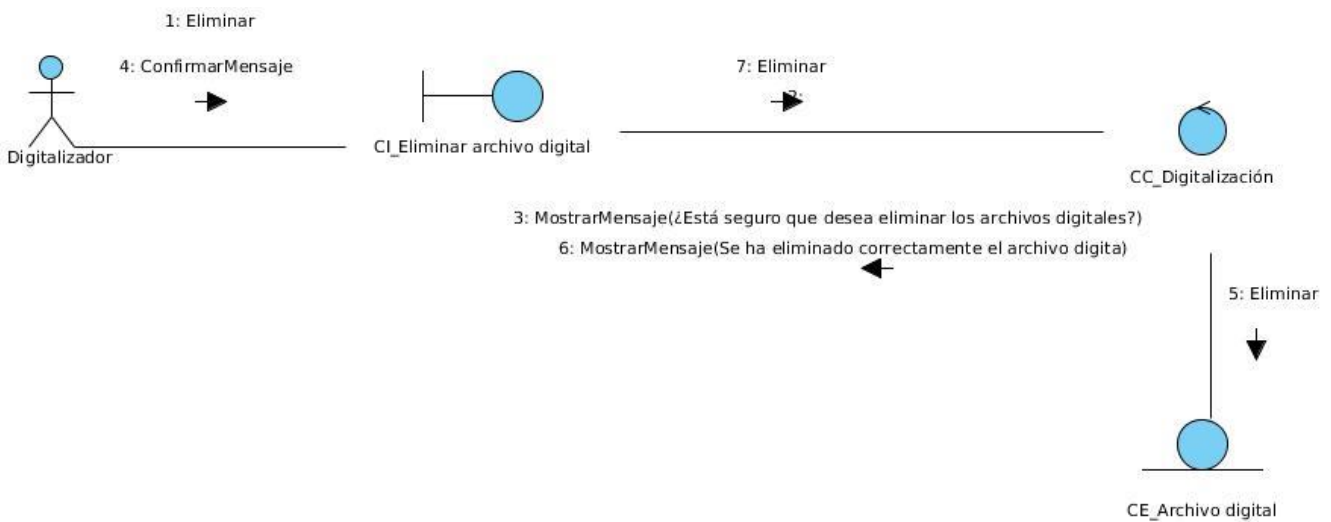 1: Eliminar
4: ConfirmarMensaje
7: Eliminar
2:
Digitalizador
CI_Eliminar archivo digital
CC_Digitalización
3: MostrarMensaje(¿Está seguro que desea eliminar los archivos digitales?)
6: MostrarMensaje(Se ha eliminado correctamente el archivo digita)
5: Eliminar
CE_Archivo digital